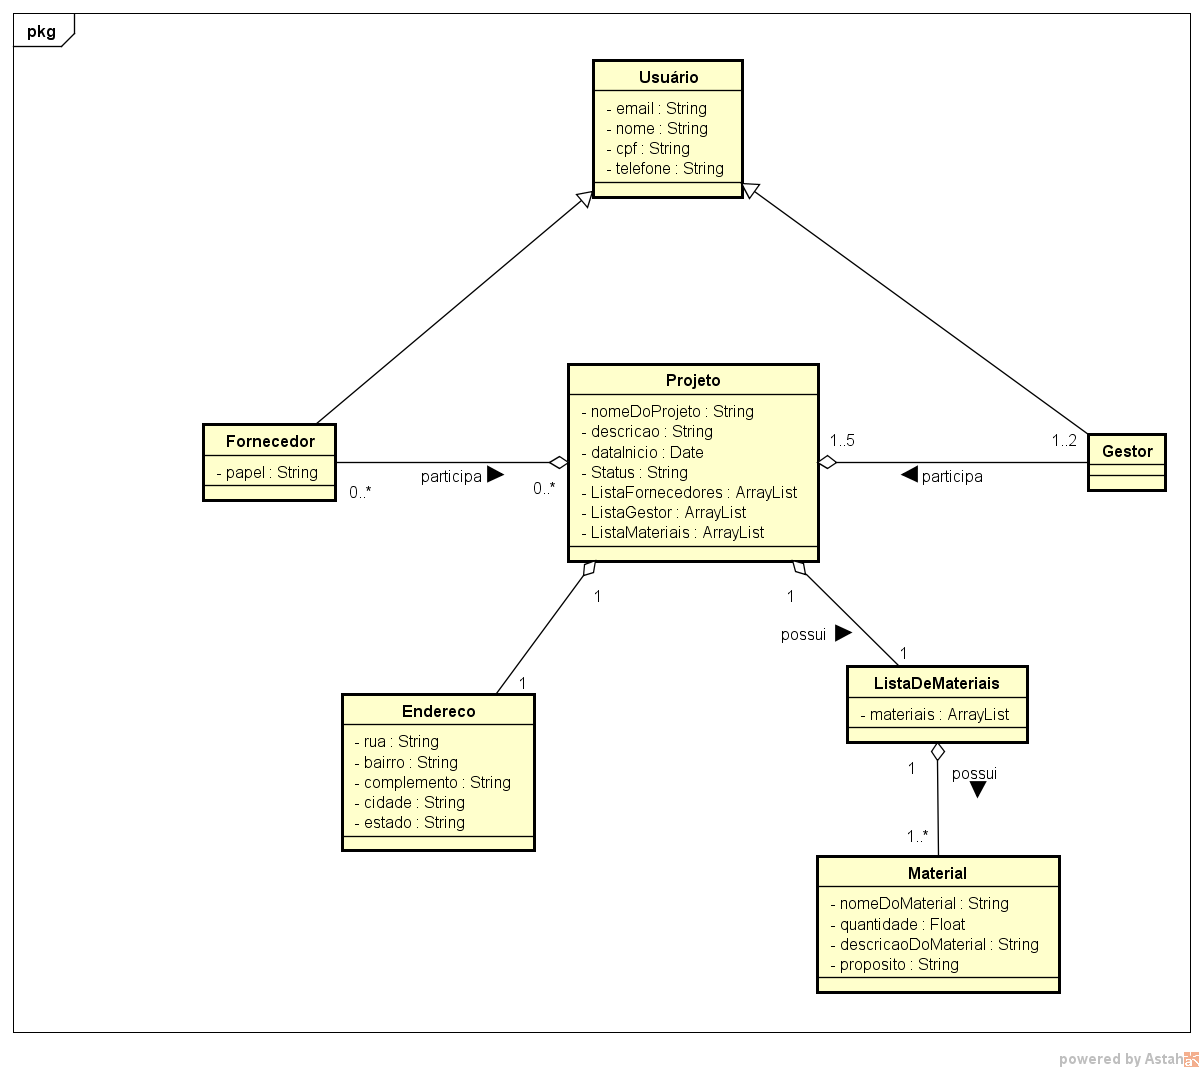 pkg
Usuário
- email : String
- nome : String
- cpf : String
- telefone : String
Projeto
- nomeDoProjeto : String
- descricao : String
- dataInicio : Date
- Status : String
- ListaFornecedores : ArrayList
- ListaGestor : ArrayList
- ListaMateriais : ArrayList
Fornecedor
- papel : String
participa
0..*
0..*
1..5
1..2
participa
Gestor
1
1
possui
1
1
ListaDeMateriais
- materiais : ArrayList
Endereco
- rua : String
- bairro : String
- complemento : String
- cidade : String
- estado : String
1
possui
1..*
Material
- nomeDoMaterial : String
- quantidade : Float
- descricaoDoMaterial : String
- proposito : String
powered by Astah